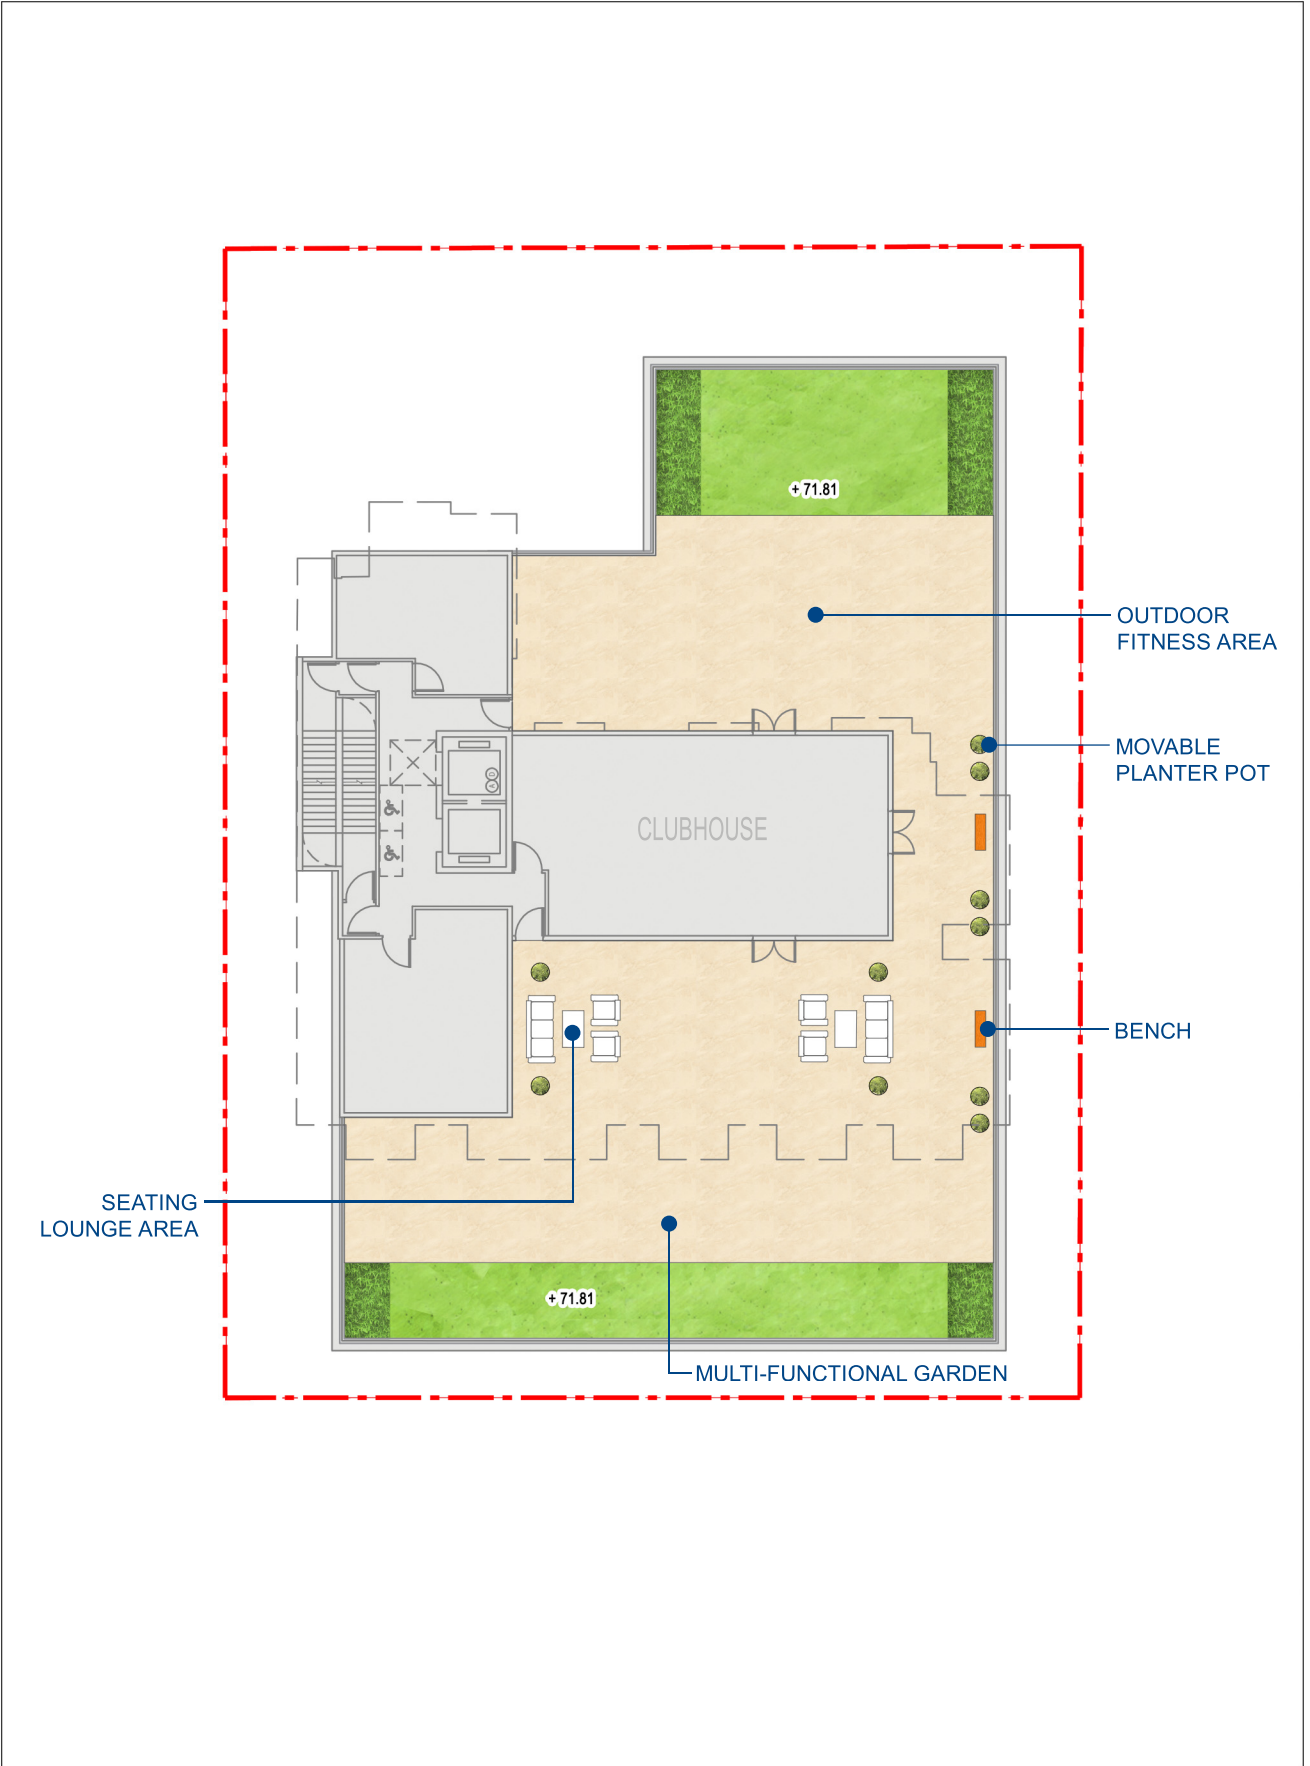 + 71.81
OUTDOOR
FITNESS AREA
MOVABLE
PLANTER POT
CLUBHOUSE
A D
BENCH
SEATING
LOUNGE AREA
+ 71.81
MULTI-FUNCTIONAL GARDEN